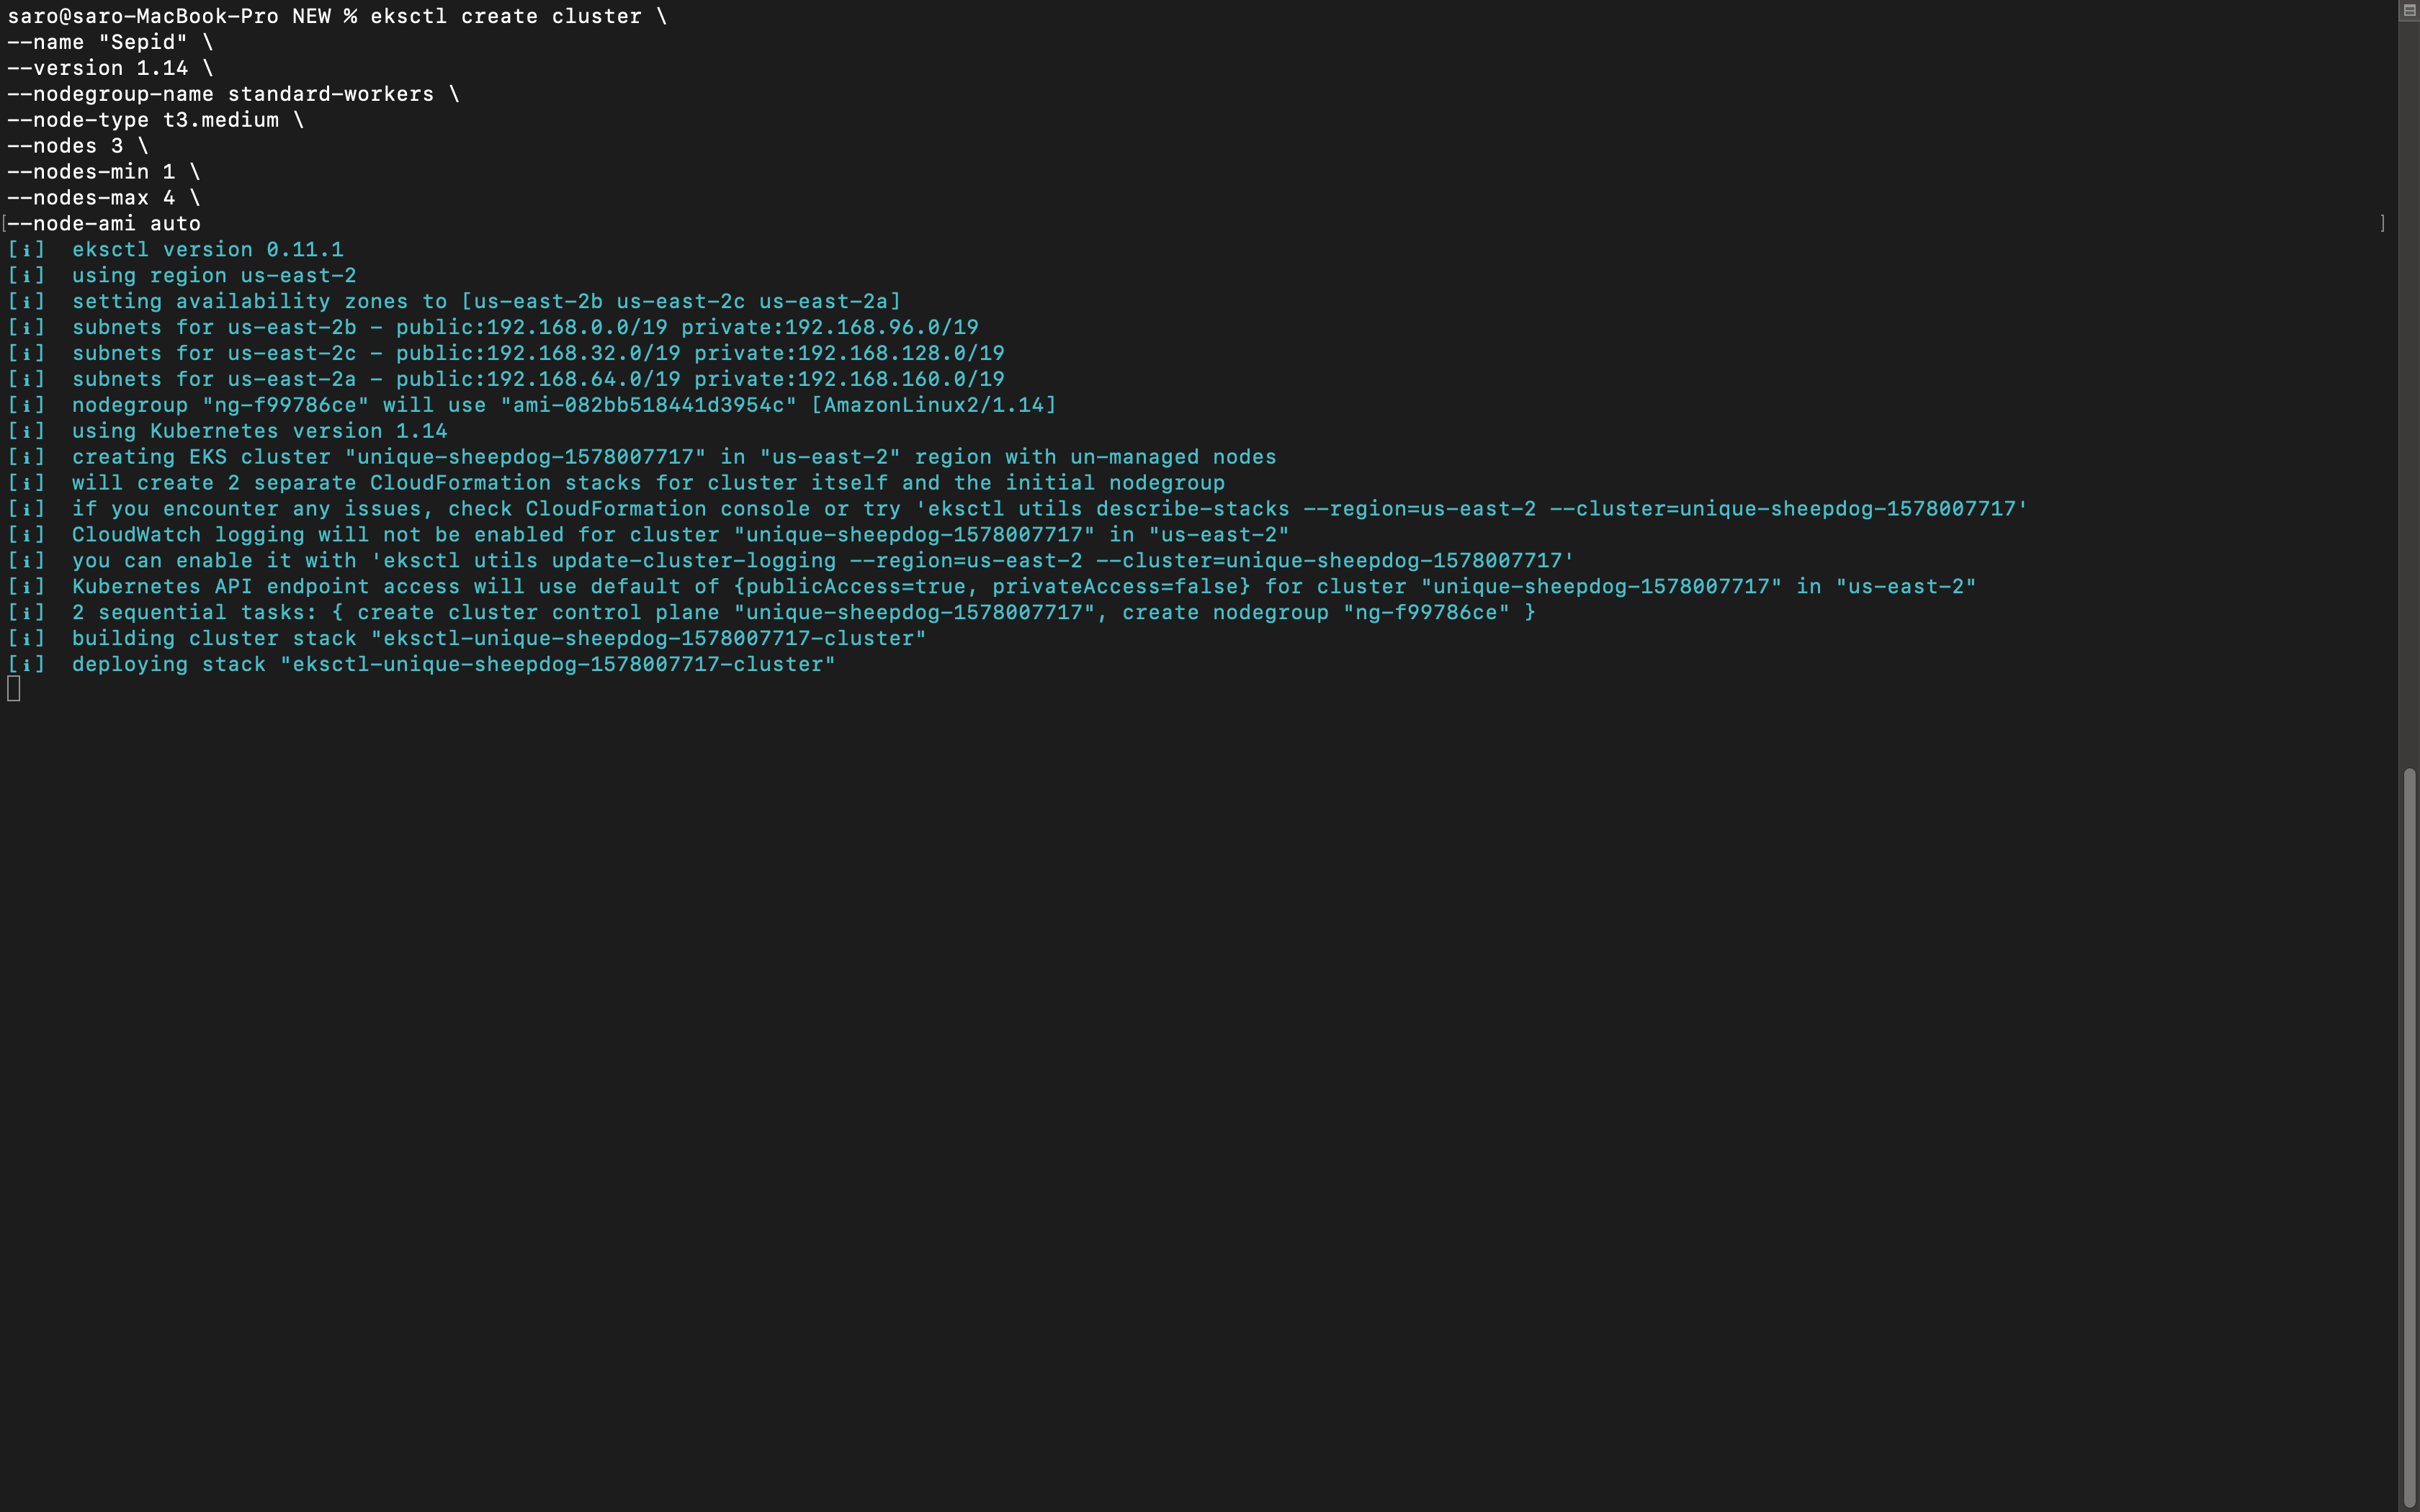 saro@saro-MacBook-Pro NEW % eksctl create cluster \
--name "Sepid" \
--version 1.14 \
--nodegroup-name standard-workers \
--node-type t3.medium \
--nodes 3 \
--nodes-min 1 \
--nodes-max 4 \
[--node-ami auto ]
[ℹ]  eksctl version 0.11.1
[ℹ]  using region us-east-2
[ℹ]  setting availability zones to [us-east-2b us-east-2c us-east-2a]
[ℹ]  subnets for us-east-2b - public:192.168.0.0/19 private:192.168.96.0/19
[ℹ]  subnets for us-east-2c - public:192.168.32.0/19 private:192.168.128.0/19
[ℹ]  subnets for us-east-2a - public:192.168.64.0/19 private:192.168.160.0/19
[ℹ]  nodegroup "ng-f99786ce" will use "ami-082bb518441d3954c" [AmazonLinux2/1.14]
[ℹ]  using Kubernetes version 1.14
[ℹ]  creating EKS cluster "unique-sheepdog-1578007717" in "us-east-2" region with un-managed nodes
[ℹ]  will create 2 separate CloudFormation stacks for cluster itself and the initial nodegroup
[ℹ]  if you encounter any issues, check CloudFormation console or try 'eksctl utils describe-stacks --region=us-east-2 --cluster=unique-sheepdog-1578007717'
[ℹ]  CloudWatch logging will not be enabled for cluster "unique-sheepdog-1578007717" in "us-east-2"
[ℹ]  you can enable it with 'eksctl utils update-cluster-logging --region=us-east-2 --cluster=unique-sheepdog-1578007717'
[ℹ]  Kubernetes API endpoint access will use default of {publicAccess=true, privateAccess=false} for cluster "unique-sheepdog-1578007717" in "us-east-2"
[ℹ]  2 sequential tasks: { create cluster control plane "unique-sheepdog-1578007717", create nodegroup "ng-f99786ce" }
[ℹ]  building cluster stack "eksctl-unique-sheepdog-1578007717-cluster"
[ℹ]  deploying stack "eksctl-unique-sheepdog-1578007717-cluster"